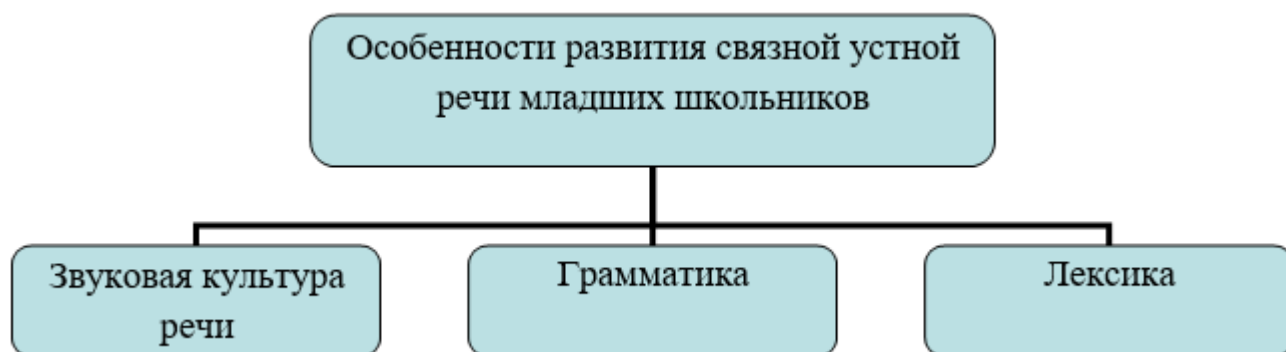 Особенности развития связной устной
речи младших школьников
Звуковая культура
речи
Грамматика
Лексика